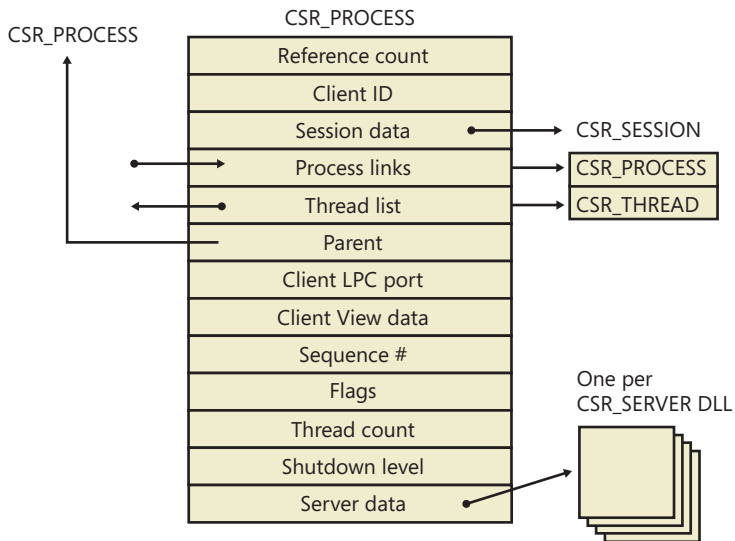 CSR_PROCESS
CSR_PROCESS
Reference count
Client ID
Session data
CSR_SESSION
Process links
CSR_PROCESS
Thread list
CSR_THREAD
Parent
Client LPC port
Client View data
Sequence #
Flags
Thread count
Shutdown level
Server data
One per
CSR_SERVER DLL